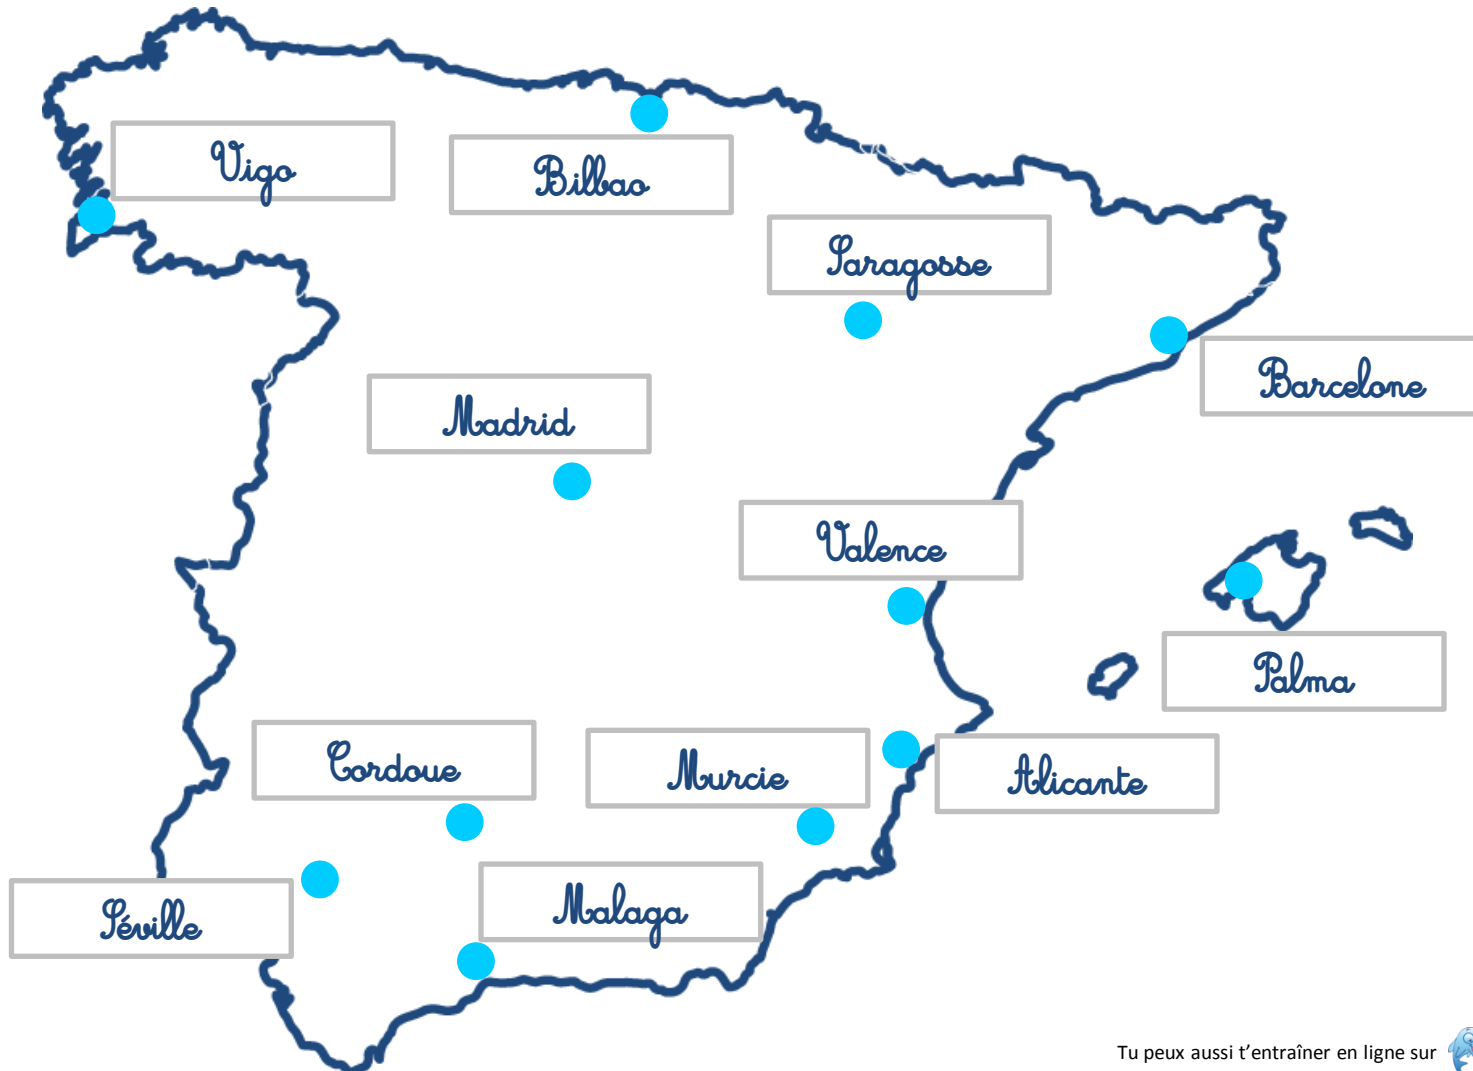 Vigo
Bilbao
Saragosse
Barcelone
Madrid
Valence
Palma
Cordoue
Murcie
Alicante
Séville
Malaga
Tu peux aussi t’entraîner en ligne sur